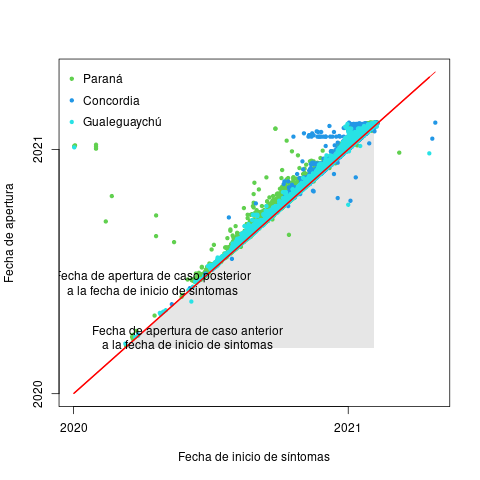 Paraná
Concordia
Gualeguaychú
fecha de apertura de caso posterior
a la fecha de inicio de síntomas
Fecha de apertura de caso anterior
a la fecha de inicio de sintomas
2021
2020
Fecha de apertura
2020
2021
Fecha de inicio de síntomas